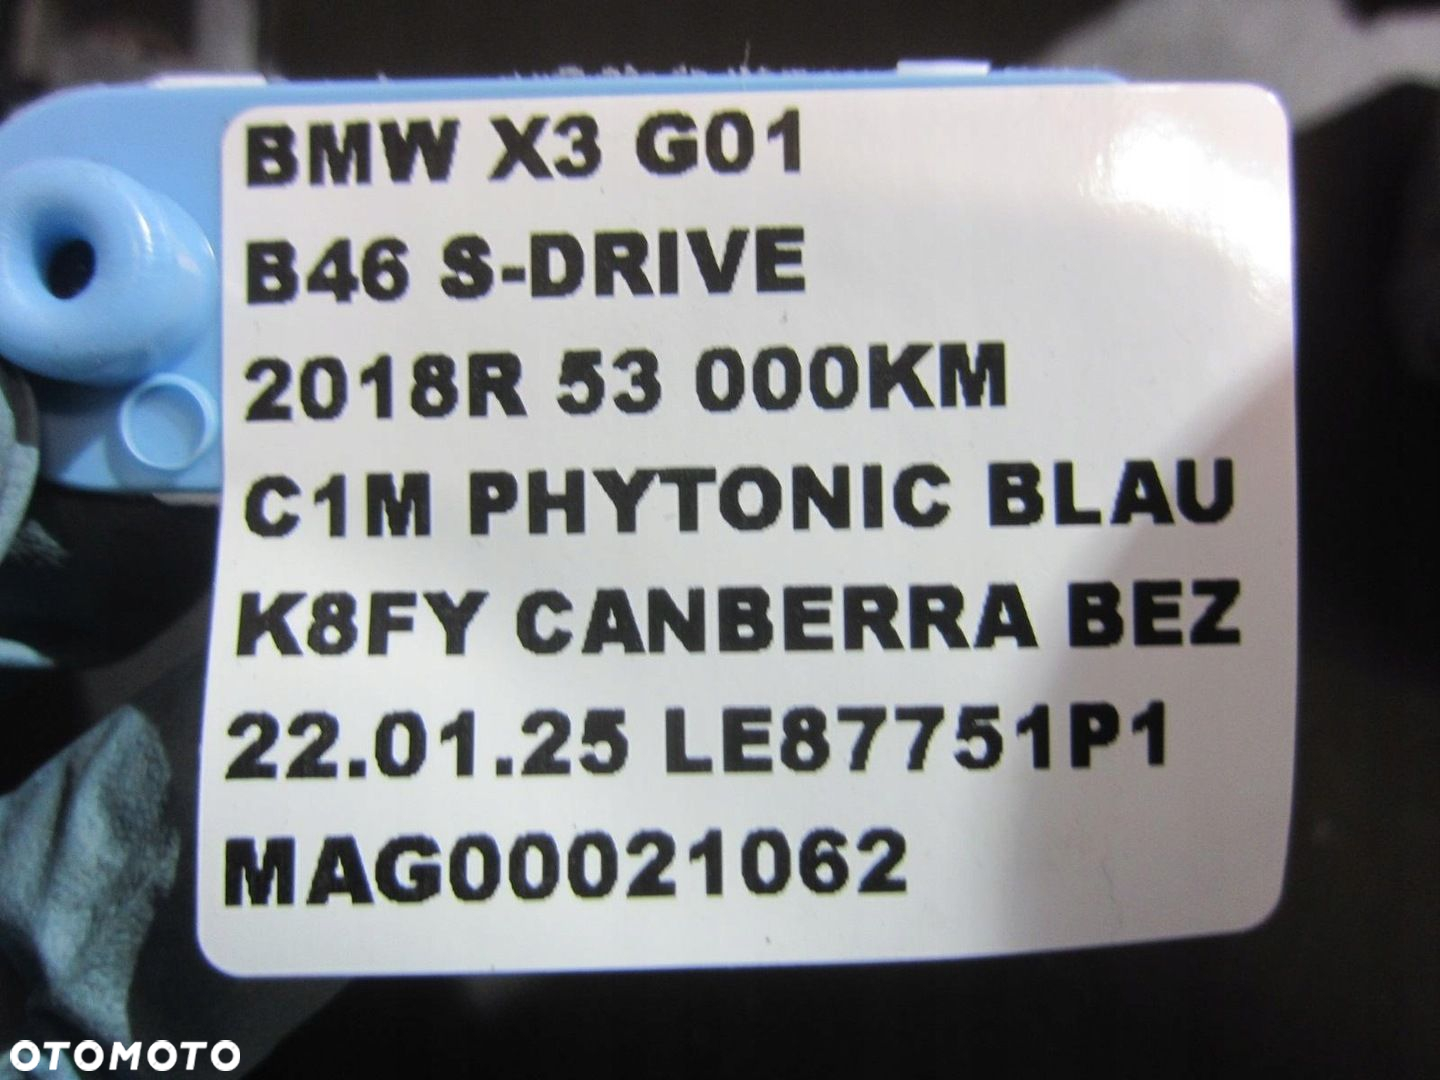 BMW X3 G01
B46 S-DRIVE
2018R 53 000KM
C1M PHYTONIC BLAU
K8FY CANBERRA BEZ
22.01.25 LE87751P1
MAG00021062
OTOMOTO